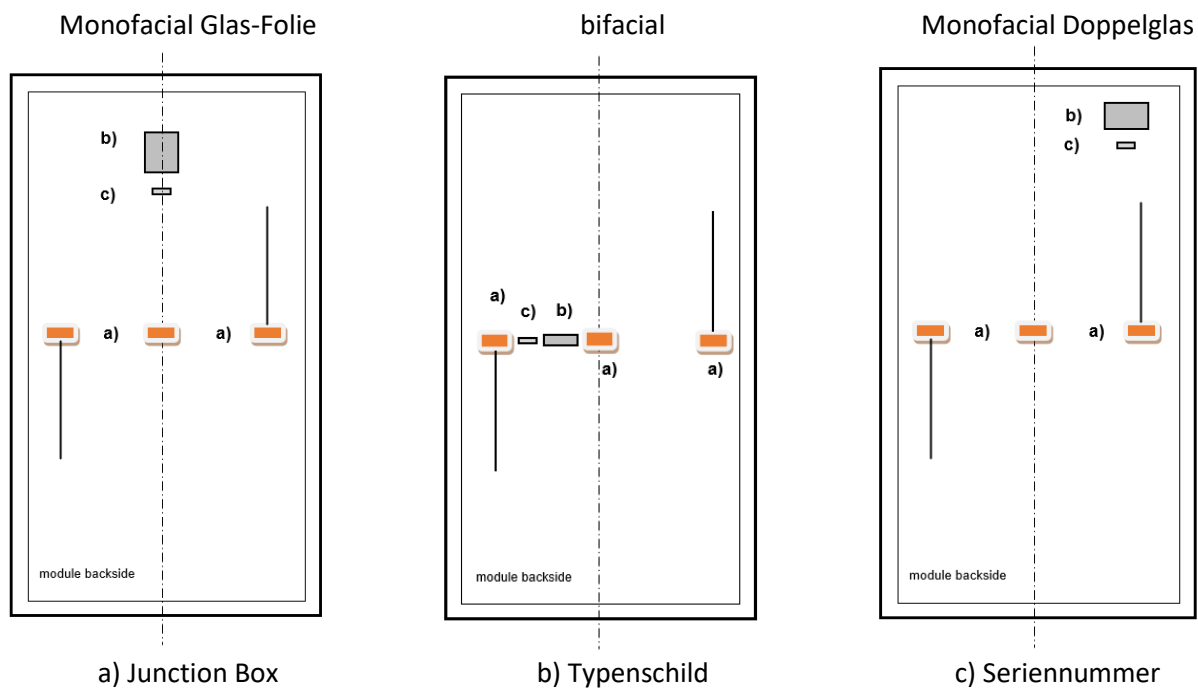 Monofacial Glas-Folie
bifacial
Monofacial Doppelglas
b)
c)
a)
a)
module backside
a)
c)
b)
a)
a)
module backside
b)
c)
a)
a)
module backside
a) Junction Box
b) Typenschild
c) Seriennummer